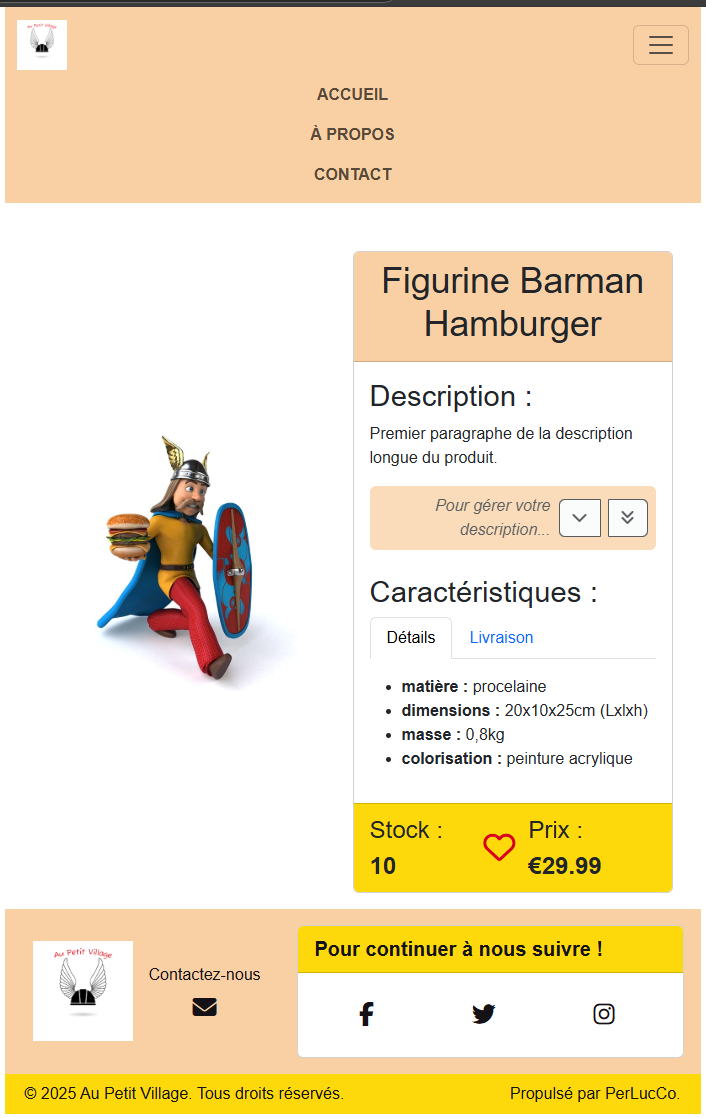 Au Petit Village
ACCUEIL
À PROPOS
CONTACT
Figurine Barman
Hamburger
Description :
Premier paragraphe de la description
longue du produit.
Pour gérer votre
description...
Caractéristiques :
Détails
Livraison
matière : procelaine
dimensions : 20x10x25cm (Lxlxh)
masse : 0,8kg
colorisation : peinture acrylique
Stock :
10
Prix :
€29.99
Au Petit Village
Contactez-nous
Pour continuer à nous suivre !
© 2025 Au Petit Village. Tous droits réservés.
Propulsé par PerLucCo.